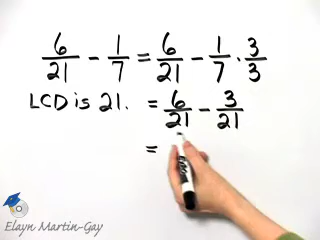 6/21 - 1/7 = 6/21 - 1/7 · 3/3
LCD is 21. = 6/21 - 3/21
=
Elayn Martin-Gay